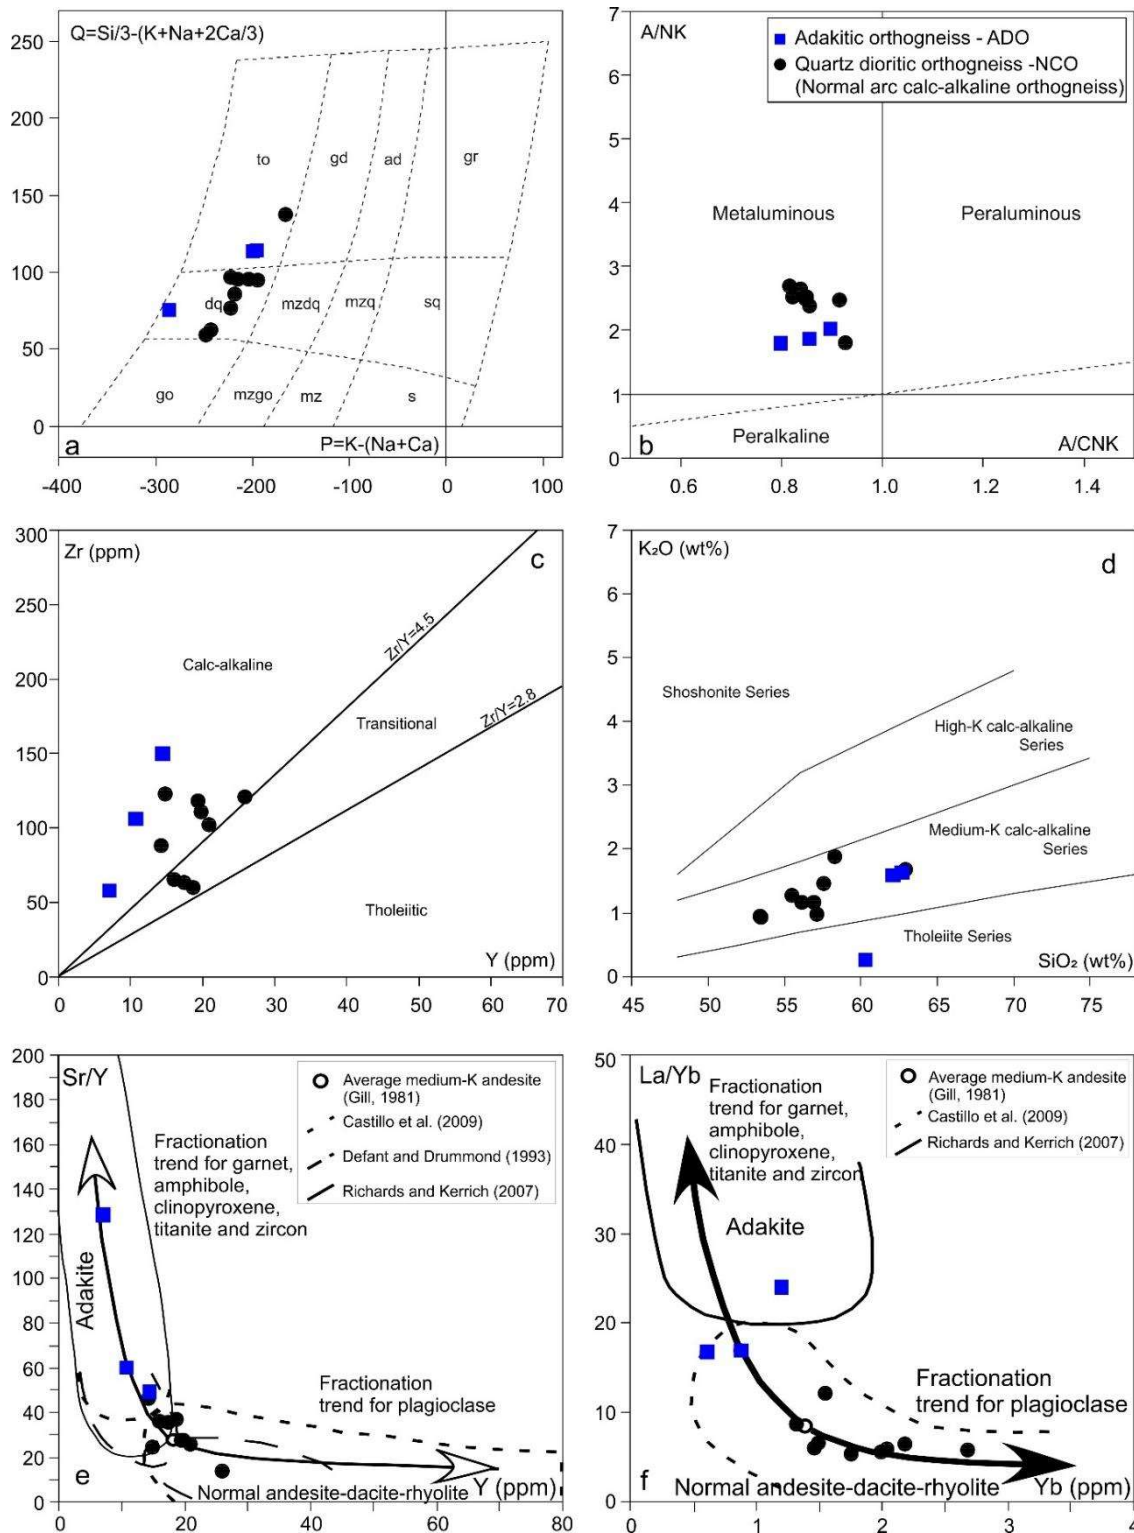 Q=Si/3-(K+Na+2Ca/3)
250
200
150
100
50
0
to
gd
ad
gr
dq
mzdq
mzq
sq
go
mzgo
mz
s
a
P=K-(Na+Ca)
-400
-300
-200
-100
0
100
A/NK
7
6
5
4
3
2
1
0
Adakitic orthogneiss - ADO
Quartz dioritic orthogneiss -NCO
(Normal arc calc-alkaline orthogneiss)
Metaluminous
Peraluminous
Peralkaline
b
A/CNK
0.6
0.8
1.0
1.2
1.4
Zr (ppm)
c
300
250
200
150
100
50
0
Calc-alkaline
Zr/Y=4.5
Transitional
Zr/Y=2.8
Tholeiitic
Y (ppm)
0
10
20
30
40
50
60
70
K₂O (wt%)
d
7
6
5
4
3
2
1
0
Shoshonite Series
High-K calc-alkaline
Series
Medium-K calc-alkaline
Series
Tholeiite Series
SiO₂ (wt%)
45
50
55
60
65
70
75
Sr/Y
200
180
160
140
120
100
80
60
40
20
0
Average medium-K andesite
(Gill, 1981)
Castillo et al. (2009)
Defant and Drummond (1993)
Richards and Kerrich (2007)
Fractionation
trend for garnet,
amphibole,
clinopyroxene,
titanite and zircon
Adakite
Fractionation
trend for plagioclase
e
Normal andesite-dacite-rhyolite
Y (ppm)
0
20
40
60
80
La/Yb
50
40
30
20
10
0
Average medium-K andesite
(Gill, 1981)
Castillo et al. (2009)
Richards and Kerrich (2007)
Fractionation
trend for garnet,
amphibole,
clinopyroxene,
titanite and zircon
Adakite
Fractionation
trend for plagioclase
f
Normal andesite-dacite-rhyolite
Yb (ppm)
0
1
2
3
4